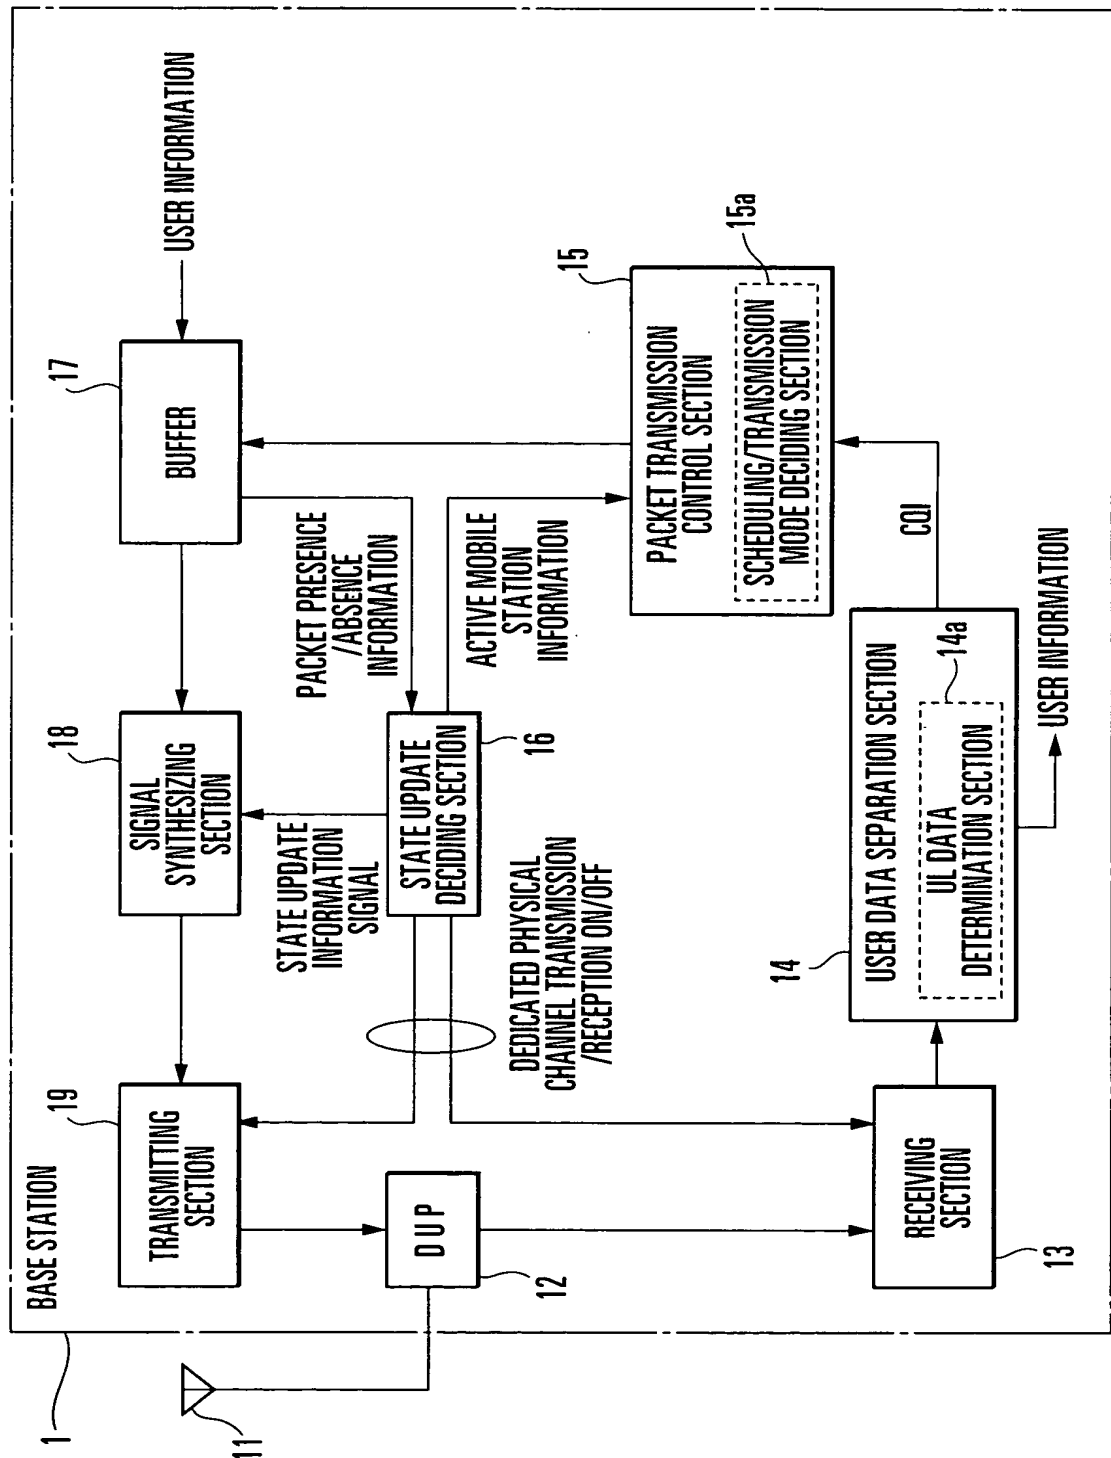 BASE STATION
1
11
19
TRANSMITTING
SECTION
18
SIGNAL
SYNTHESIZING
SECTION
17
BUFFER
USER INFORMATION
DUP
12
STATE UPDATE
INFORMATION
SIGNAL
PACKET PRESENCE
/ABSENCE
INFORMATION
STATE UPDATE
DECIDING SECTION
16
ACTIVE MOBILE
STATION
INFORMATION
DEDICATED PHYSICAL
CHANNEL TRANSMISSION
/RECEPTION ON/OFF
15
PACKET TRANSMISSION
CONTROL SECTION
15a
SCHEDULING/TRANSMISSION
MODE DECIDING SECTION
RECEIVING
SECTION
13
14
USER DATA SEPARATION SECTION
14a
UL DATA
DETERMINATION SECTION
CQI
USER INFORMATION